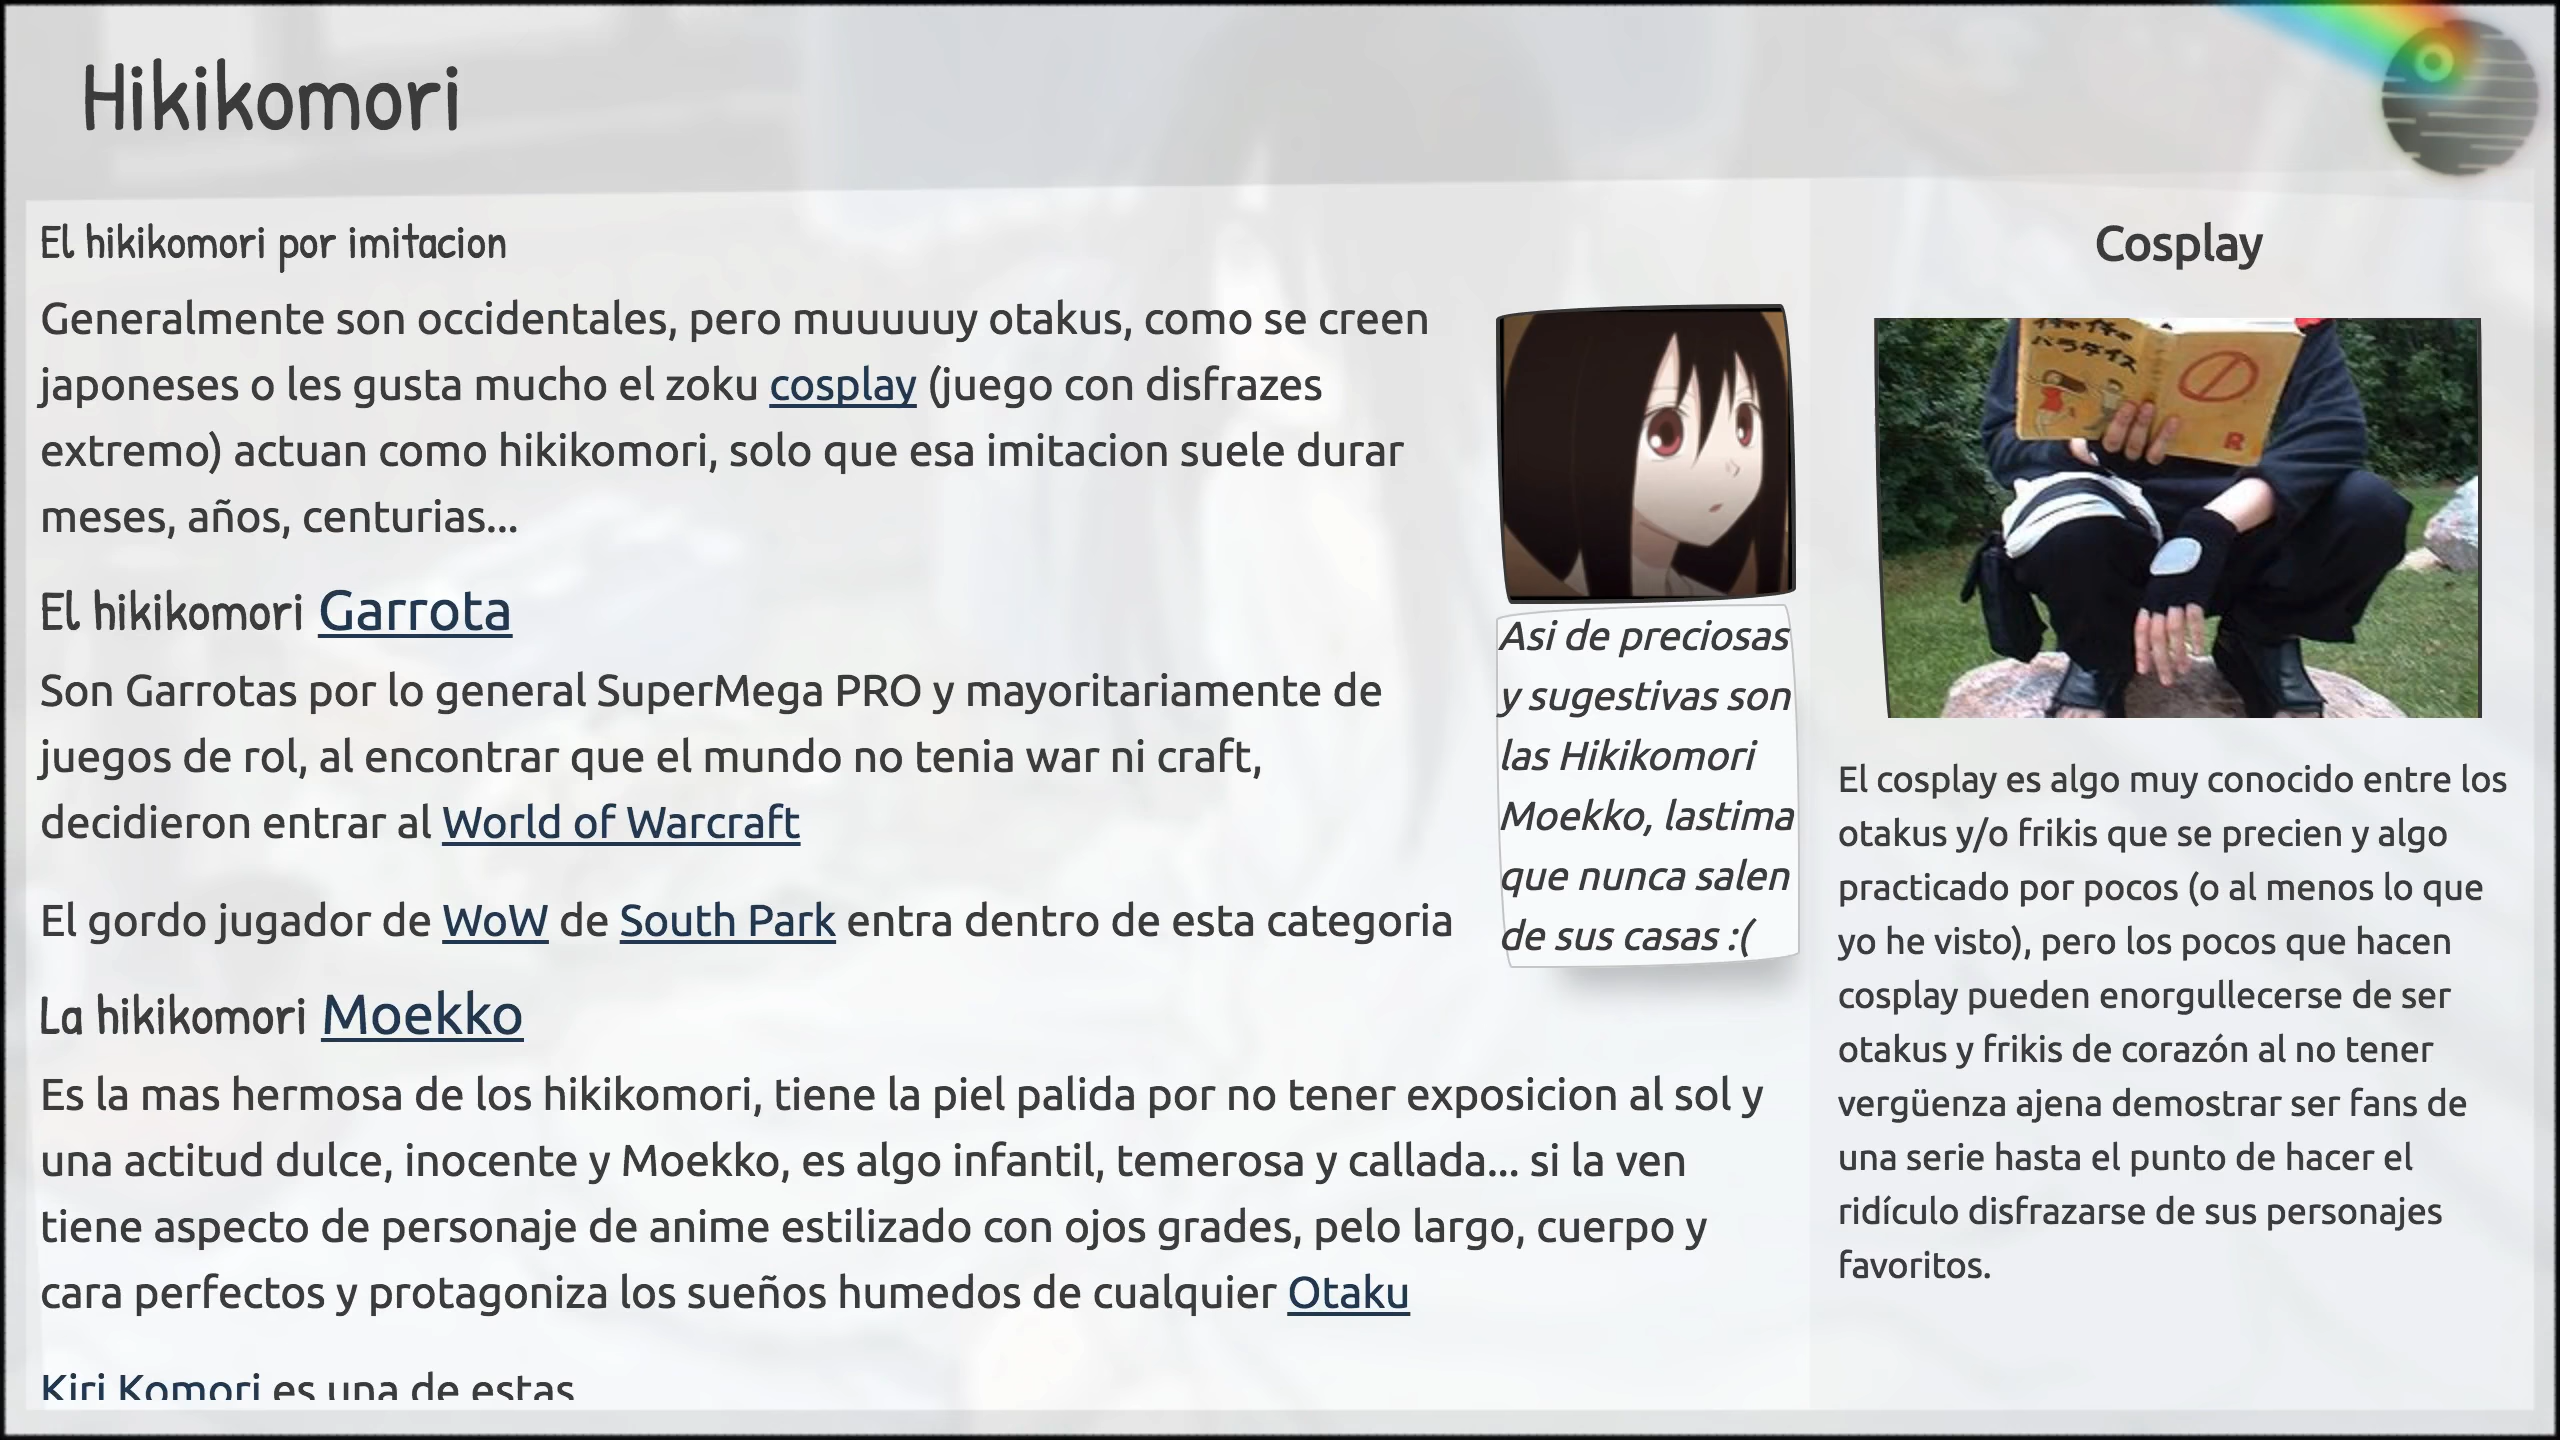 Hikikomori
El hikikomori por imitacion
Generalmente son occidentales, pero muuuuuy otakus, como se creen
japoneses o les gusta mucho el zoku cosplay (juego con disfrazes
extremo) actuan como hikikomori, solo que esa imitacion suele durar
meses, años, centurias...
El hikikomori Garrota
Son Garrotas por lo general SuperMega PRO y mayoritariamente de
juegos de rol, al encontrar que el mundo no tenia war ni craft,
decidieron entrar al World of Warcraft
El gordo jugador de WoW de South Park entra dentro de esta categoria
Asi de preciosas
y sugestivas son
las Hikikomori
Moekko, lastima
que nunca salen
de sus casas :(
La hikikomori Moekko
Es la mas hermosa de los hikikomori, tiene la piel palida por no tener exposicion al sol y
una actitud dulce, inocente y Moekko, es algo infantil, temerosa y callada... si la ven
tiene aspecto de personaje de anime estilizado con ojos grades, pelo largo, cuerpo y
cara perfectos y protagoniza los sueños humedos de cualquier Otaku
Kiri Komori es una de estas
Cosplay
パラダイス
R
El cosplay es algo muy conocido entre los
otakus y/o frikis que se precien y algo
practicado por pocos (o al menos lo que
yo he visto), pero los pocos que hacen
cosplay pueden enorgullecerse de ser
otakus y frikis de corazón al no tener
vergüenza ajena demostrar ser fans de
una serie hasta el punto de hacer el
ridículo disfrazarse de sus personajes
favoritos.